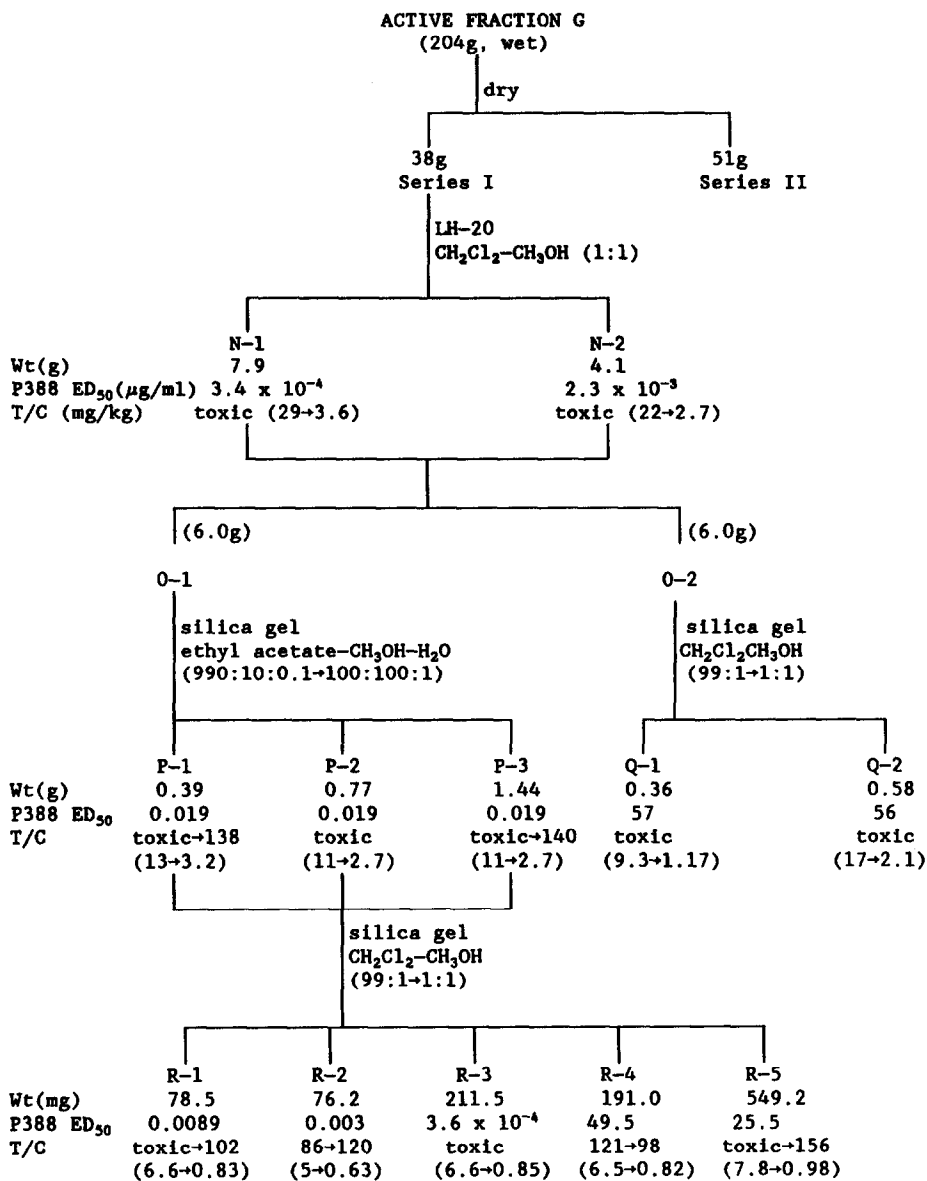 ACTIVE FRACTION G
(204g, wet)
dry
38g 51g
Series I Series II
LH-20
CH₂Cl₂-CH₃OH (1:1)
N-1 N-2
Wt(g) 7.9 4.1
P388 ED₅₀(μg/ml) 3.4 x 10⁻⁴ 2.3 x 10⁻³
T/C (mg/kg) toxic (29→3.6) toxic (22→2.7)
(6.0g) (6.0g)
O-1 O-2
silica gel silica gel
ethyl acetate-CH₃OH-H₂O CH₂Cl₂CH₃OH
(990:10:0.1→100:100:1) (99:1→1:1)
P-1 P-2 P-3 Q-1 Q-2
Wt(g) 0.39 0.77 1.44 0.36 0.58
P388 ED₅₀ 0.019 0.019 0.019 57 56
T/C toxic→138 toxic toxic→140 toxic toxic
(13→3.2) (11→2.7) (11→2.7) (9.3→1.17) (17→2.1)
silica gel
CH₂Cl₂-CH₃OH
(99:1→1:1)
R-1 R-2 R-3 R-4 R-5
Wt(mg) 78.5 76.2 211.5 191.0 549.2
P388 ED₅₀ 0.0089 0.003 3.6 x 10⁻⁴ 49.5 25.5
T/C toxic→102 86→120 toxic 121→98 toxic→156
(6.6→0.83) (5→0.63) (6.6→0.85) (6.5→0.82) (7.8→0.98)